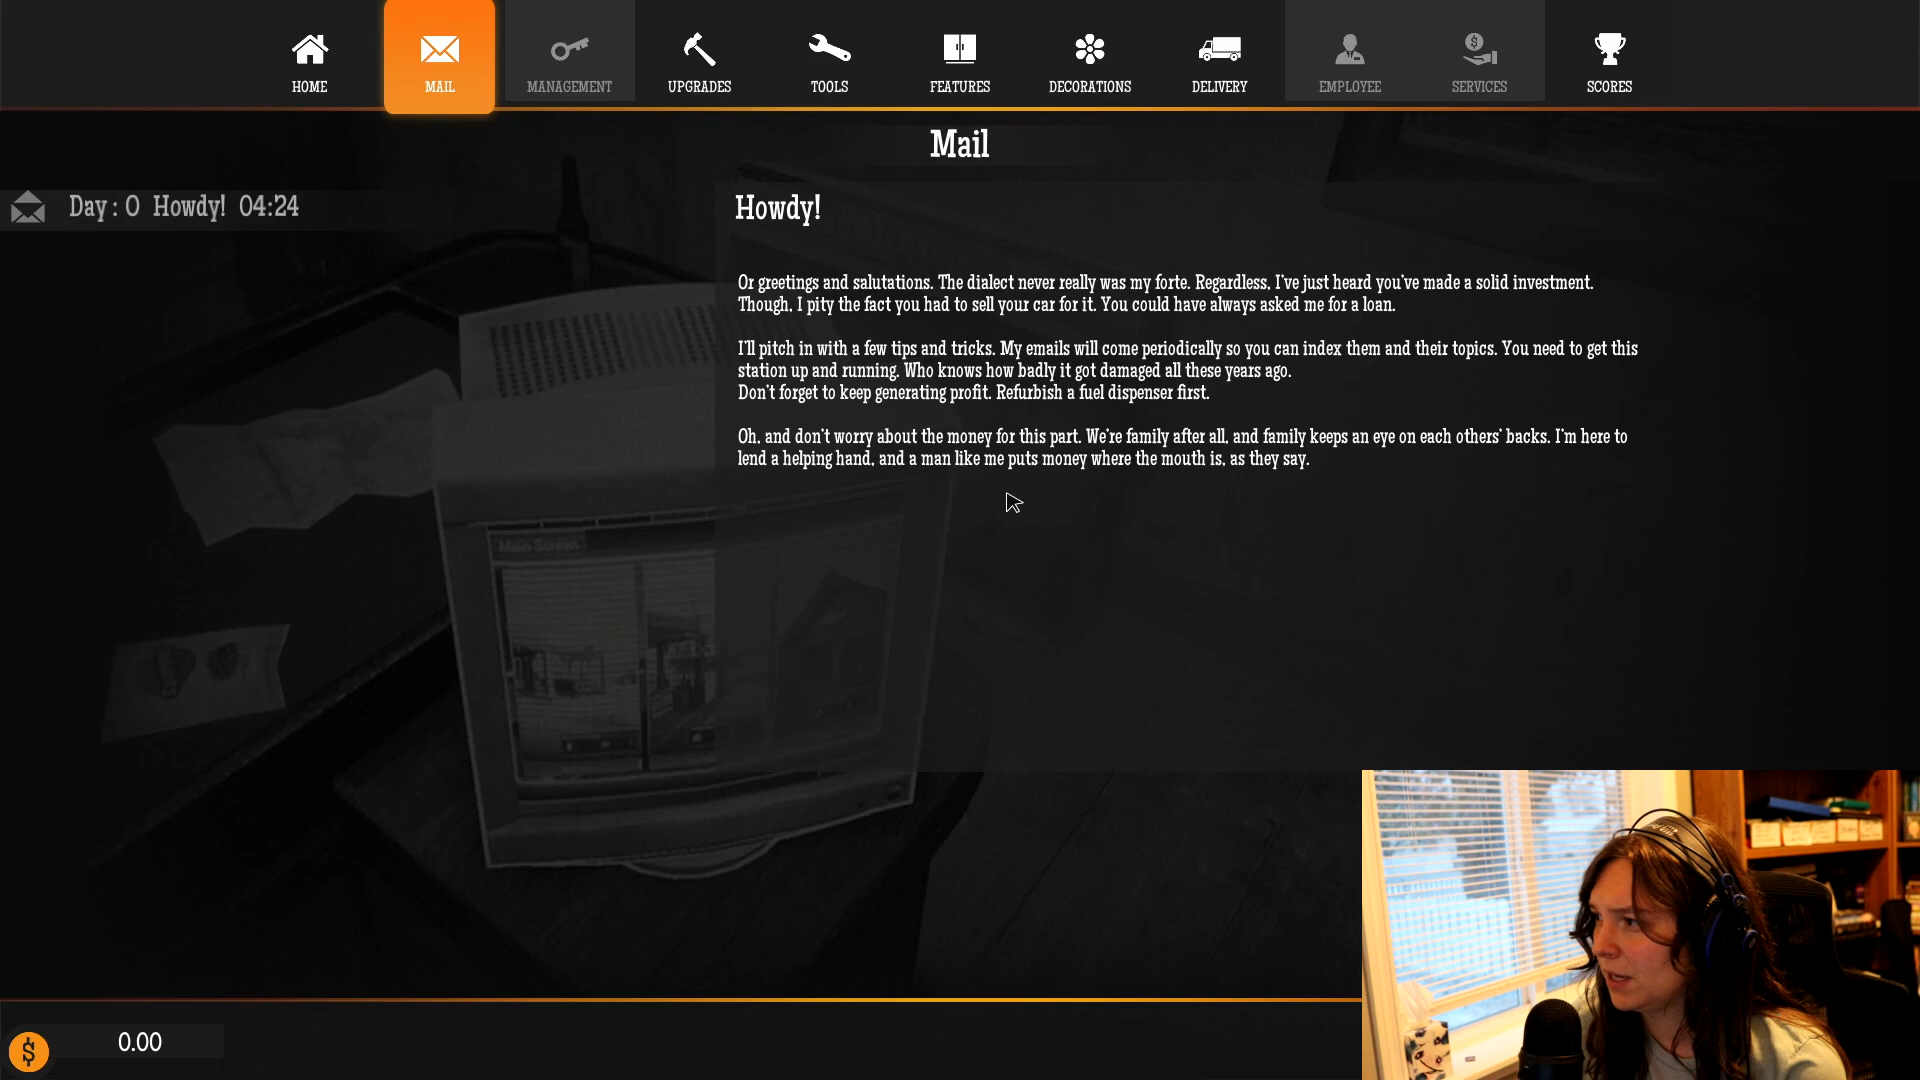 HOME
MAIL
MANAGEMENT
UPGRADES
TOOLS
FEATURES
DECORATIONS
DELIVERY
EMPLOYEE
SERVICES
SCORES
Mail
Day : 0 Howdy! 04:24
Howdy!
Or greetings and salutations. The dialect never really was my forte. Regardless, I've just heard you've made a solid investment.
Though, I pity the fact you had to sell your car for it. You could have always asked me for a loan.
I'll pitch in with a few tips and tricks. My emails will come periodically so you can index them and their topics. You need to get this
station up and running. Who knows how badly it got damaged all these years ago.
Don't forget to keep generating profit. Refurbish a fuel dispenser first.
Oh, and don't worry about the money for this part. We're family after all, and family keeps an eye on each others' backs. I'm here to
lend a helping hand, and a man like me puts money where the mouth is, as they say.
Main Screen
$ 0.00